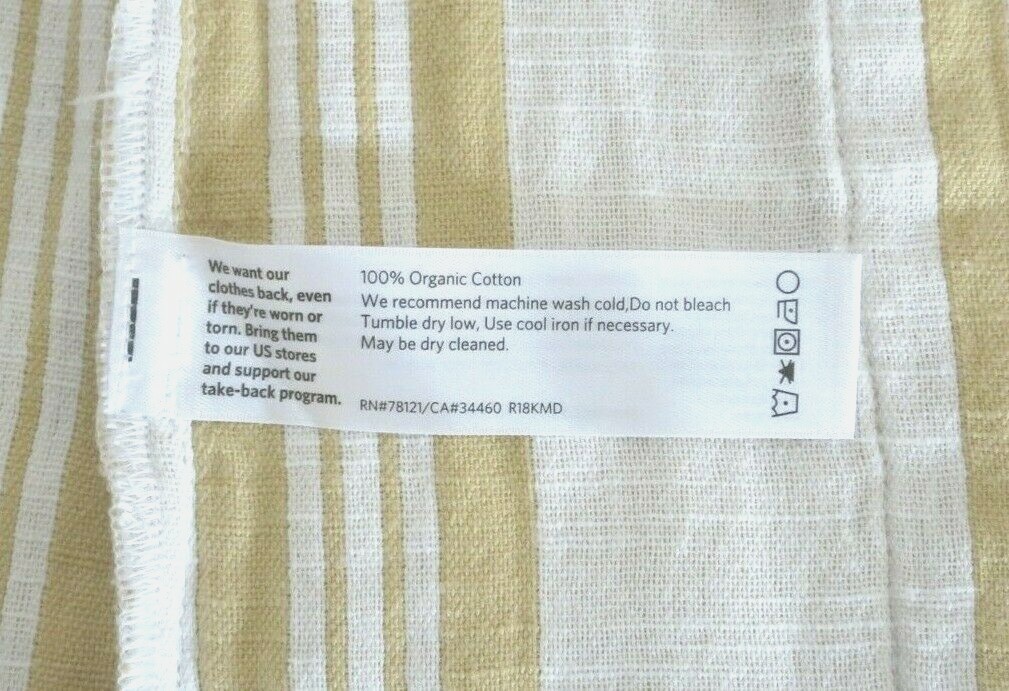 We want our
clothes back, even
if they're worn or
torn. Bring them
to our US stores
and support our
take-back program.
100% Organic Cotton
We recommend machine wash cold,Do not bleach
Tumble dry low, Use cool iron if necessary.
May be dry cleaned.
RN#78121/CA#34460 R18KMD